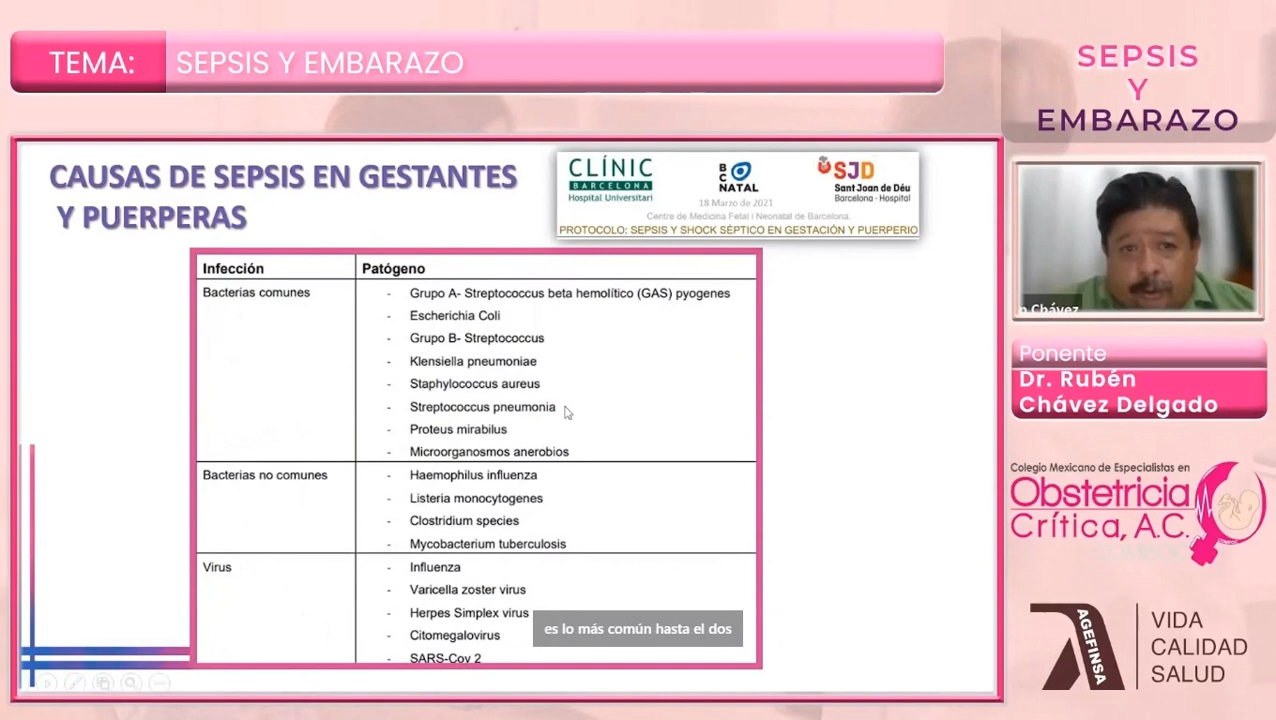 TEMA: SEPSIS Y EMBARAZO
SEPSIS
Y
EMBARAZO
CAUSAS DE SEPSIS EN GESTANTES
Y PUERPERAS
CLÍNIC
BARCELONA
Hospital Universitari
BC
NATAL
SJD
Sant Joan de Déu
Barcelona · Hospital
18 Marzo de 2021
Centre de Medicina Fetal i Neonatal de Barcelona.
PROTOCOLO: SEPSIS Y SHOCK SÉPTICO EN GESTACIÓN Y PUERPERIO
Infección Patógeno
Bacterias comunes - Grupo A- Streptococcus beta hemolítico (GAS) pyogenes
- Escherichia Coli
- Grupo B- Streptococcus
- Klensiella pneumoniae
- Staphylococcus aureus
- Streptococcus pneumonia
- Proteus mirabilus
- Microorganosmos anerobios
Bacterias no comunes - Haemophilus influenza
- Listeria monocytogenes
- Clostridium species
- Mycobacterium tuberculosis
Virus - Influenza
- Varicella zoster virus
- Herpes Simplex virus
- Citomegalovirus
- SARS-Cov 2
es lo más común hasta el dos
Chávez
Ponente
Dr. Rubén
Chávez Delgado
Colegio Mexicano de Especialistas en
Obstetricia
Crítica, A.C.
AGEFINSA
VIDA
CALIDAD
SALUD